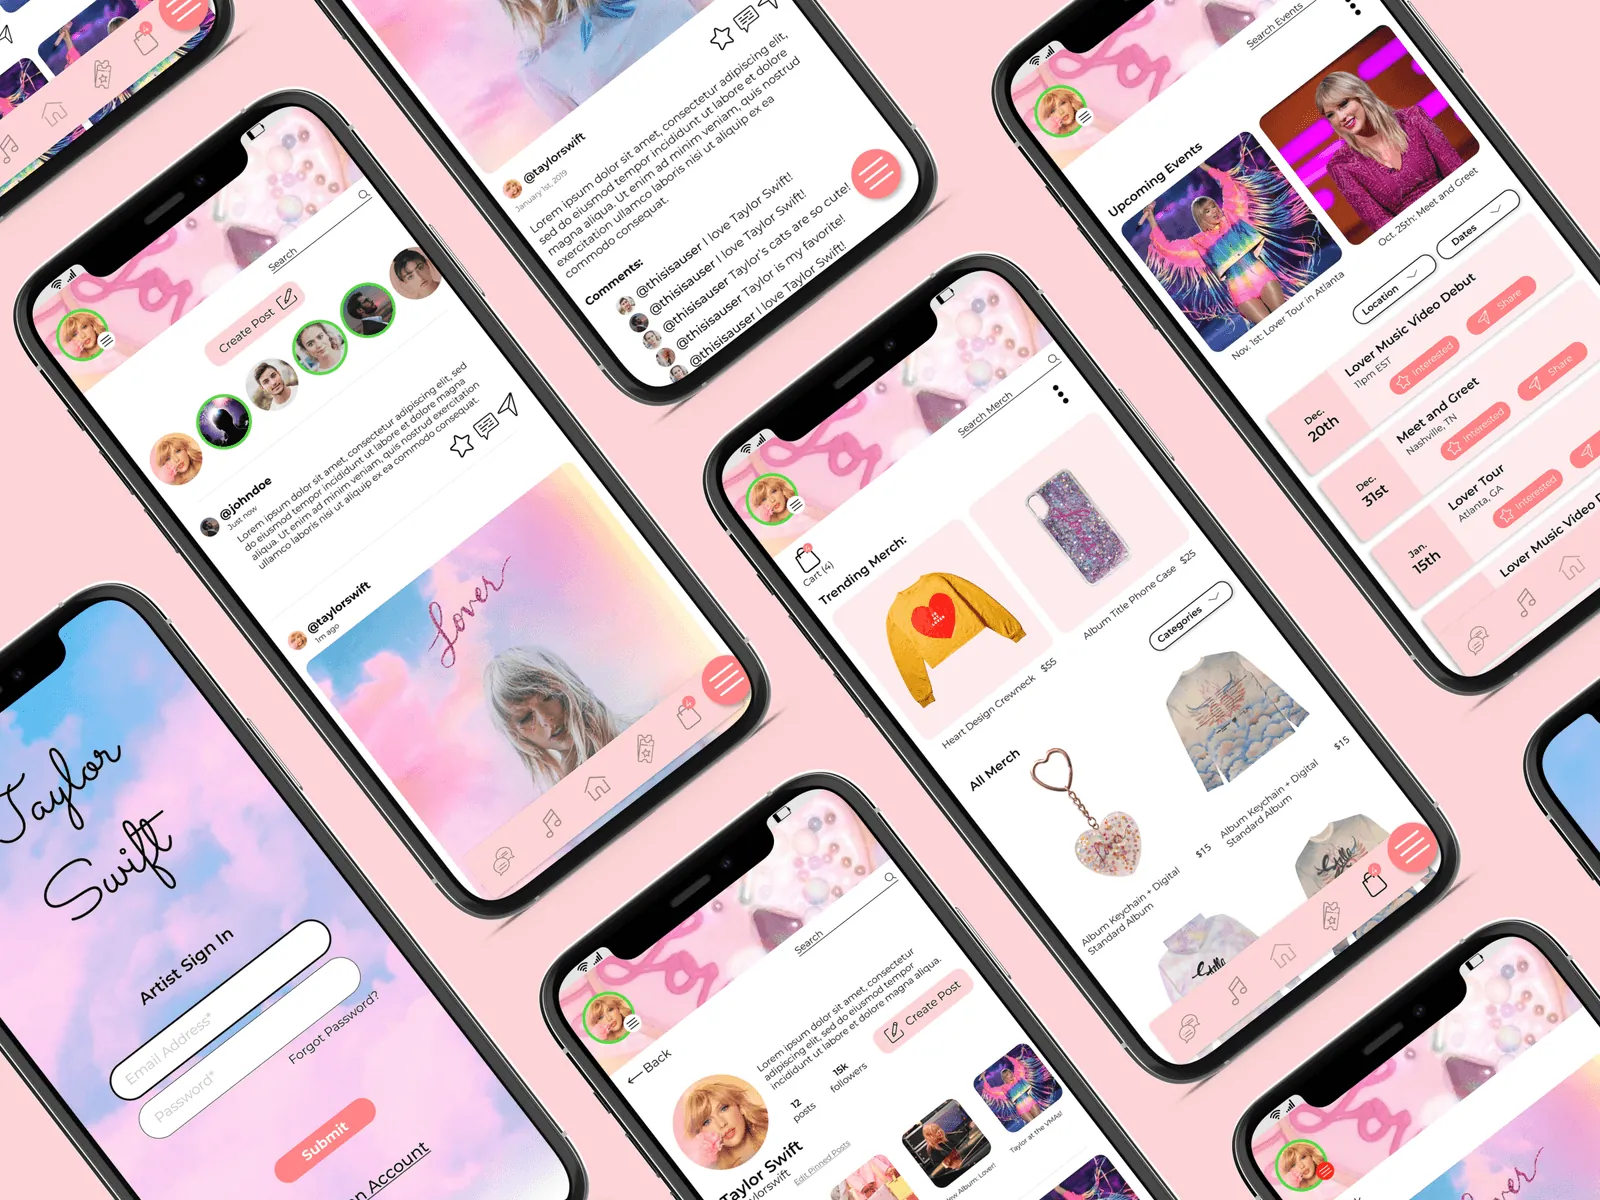 Search
Create Post
@johndoe
Just now
Lorem ipsum dolor sit amet, consectetur adipiscing elit, sed
do eiusmod tempor incididunt ut labore et dolore magna
aliqua. Ut enim ad minim veniam, quis nostrud exercitation
ullamco laboris nisi ut aliquip ex ea commodo consequat.
@taylorswift
1m ago
Lover
@taylorswift
January 1st, 2019
Lorem ipsum dolor sit amet, consectetur adipiscing elit,
sed do eiusmod tempor incididunt ut labore et dolore
magna aliqua. Ut enim ad minim veniam, quis nostrud
exercitation ullamco laboris nisi ut aliquip ex ea
commodo consequat.
Comments:
@thisisauser I love Taylor Swift!
@thisisauser I love Taylor Swift!
@thisisauser Taylor's cats are so cute!
@thisisauser Taylor is my favorite!
@thisisauser I love Taylor Swift!
Search Events
Upcoming Events
Nov. 1st: Lover Tour in Atlanta
Oct. 25th: Meet and Greet
Location
Dates
Dec.
20th
Lover Music Video Debut
11pm EST
Interested
Share
Dec.
31st
Meet and Greet
Nashville, TN
Interested
Share
Jan.
15th
Lover Tour
Atlanta, GA
Interested
Lover Music Video
Taylor
Swift
Artist Sign In
Email Address*
Password*
Forgot Password?
Submit
Account
Search Merch
Cart (4)
Trending Merch:
Heart Design Crewneck $55
Album Title Phone Case $25
Categories
All Merch
Album Keychain + Digital
Standard Album
$15
Album Keychain + Digital
Standard Album
$15
Search
Back
Lorem ipsum dolor sit amet, consectetur
adipiscing elit, sed do eiusmod tempor
incididunt ut labore et dolore magna aliqua.
12
posts
15k
followers
Create Post
Taylor Swift
Edit Pinned Posts
New Album: Lover!
Taylor at the VMAs!
Lover